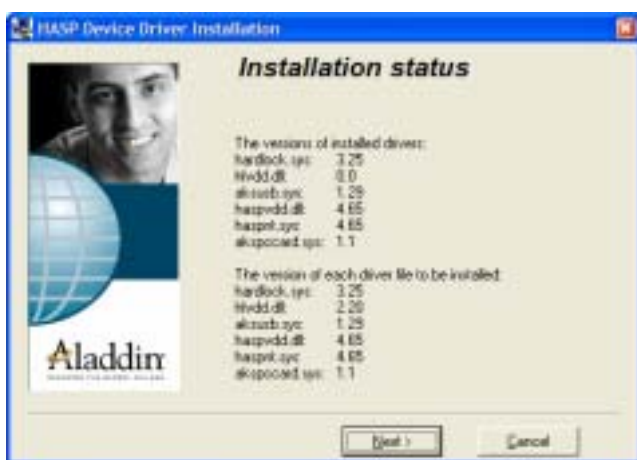 HASP Device Driver Installation
Installation status
The versions of installed drivers:
hardlock.sys: 3.25
hlvdd.dll: 0.0
aksusb.sys: 1.29
haspvdd.dll: 4.65
haspnt.sys: 4.65
akspccard.sys: 1.1
The version of each driver file to be installed:
hardlock.sys: 3.25
hlvdd.dll: 2.20
aksusb.sys: 1.29
haspvdd.dll: 4.65
haspnt.sys: 4.65
akspccard.sys: 1.1
Aladdin
Next >
Cancel